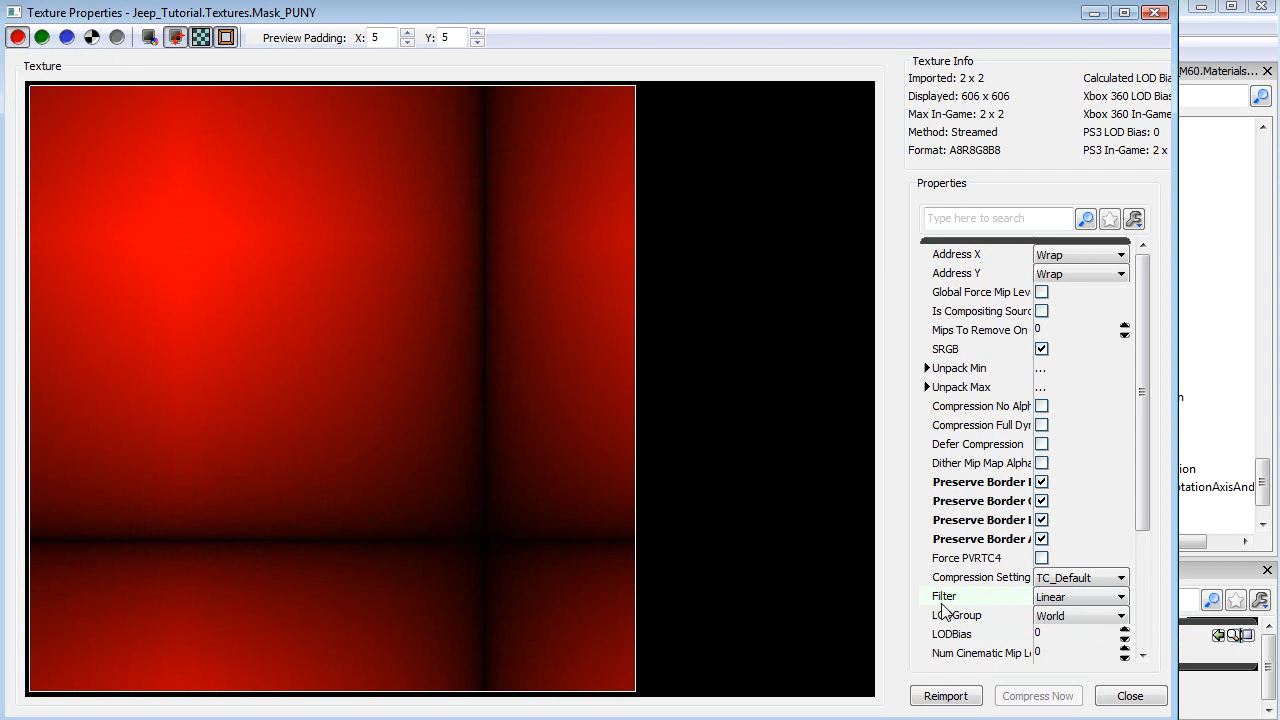 Texture Properties - Jeep_Tutorial.Textures.Mask_PUNY
Preview Padding: X: 5 Y: 5
Texture
Texture Info
Imported: 2 x 2 Calculated LOD Bia
Displayed: 606 x 606 Xbox 360 LOD Bias
Max In-Game: 2 x 2 Xbox 360 In-Game
Method: Streamed PS3 LOD Bias: 0
Format: A8R8G8B8 PS3 In-Game: 2 x
Properties
Type here to search
Address X Wrap
Address Y Wrap
Global Force Mip Lev
Is Compositing Sourc
Mips To Remove On 0
SRGB
Unpack Min ...
Unpack Max ...
Compression No Alph
Compression Full Dyr
Defer Compression
Dither Mip Map Alpha
Preserve Border
Preserve Border
Preserve Border
Preserve Border
Force PVRTC4
Compression Setting TC_Default
Filter Linear
LODGroup World
LODBias 0
Num Cinematic Mip Le 0
Reimport
Compress Now
Close
M60.Materials...
n
tion
otationAxisAnd